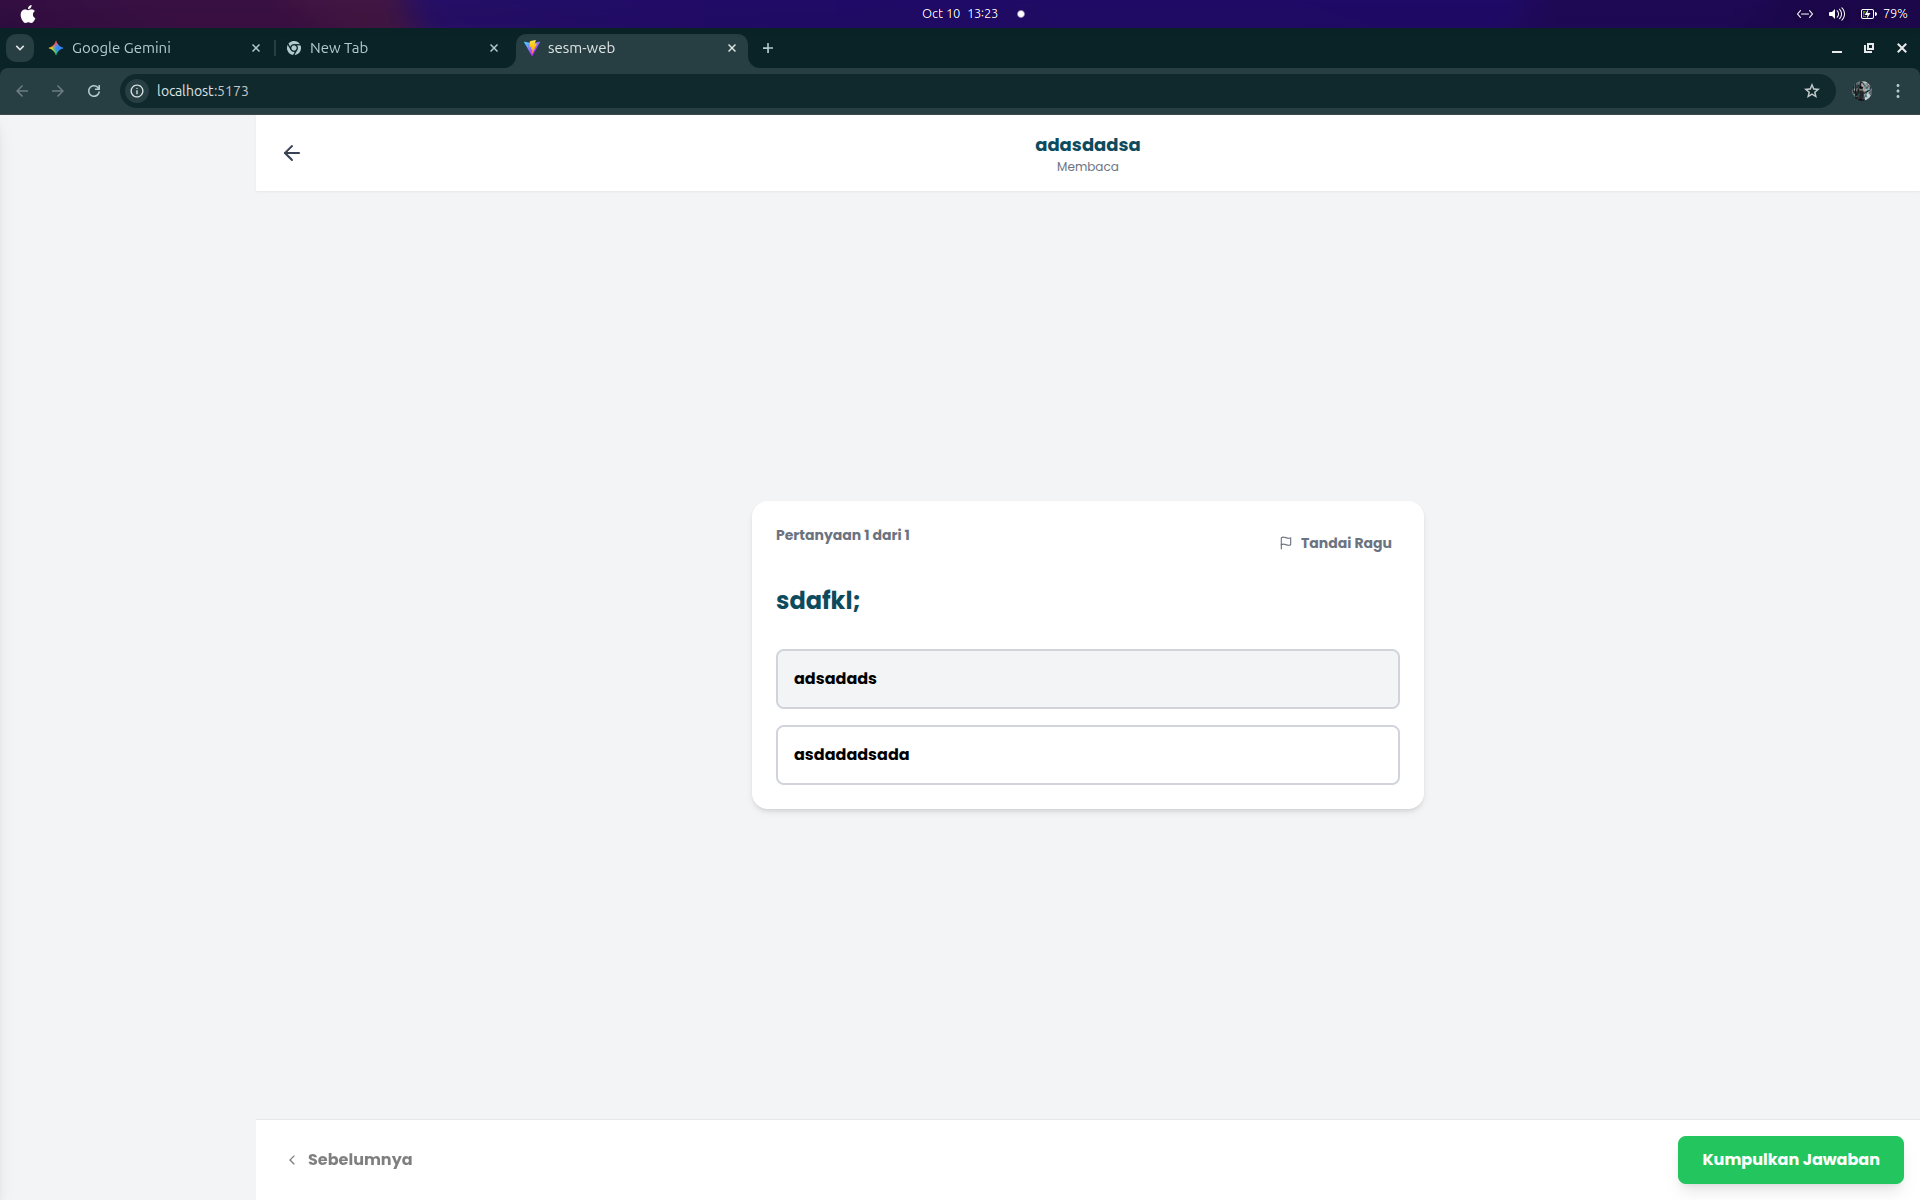 Oct 10 13:23
79%
Google Gemini
New Tab
sesm-web
localhost:5173
adasdadsa
Membaca
Pertanyaan 1 dari 1
Tandai Ragu
sdafkl;
adsadads
asdadadsada
Sebelumnya
Kumpulkan Jawaban